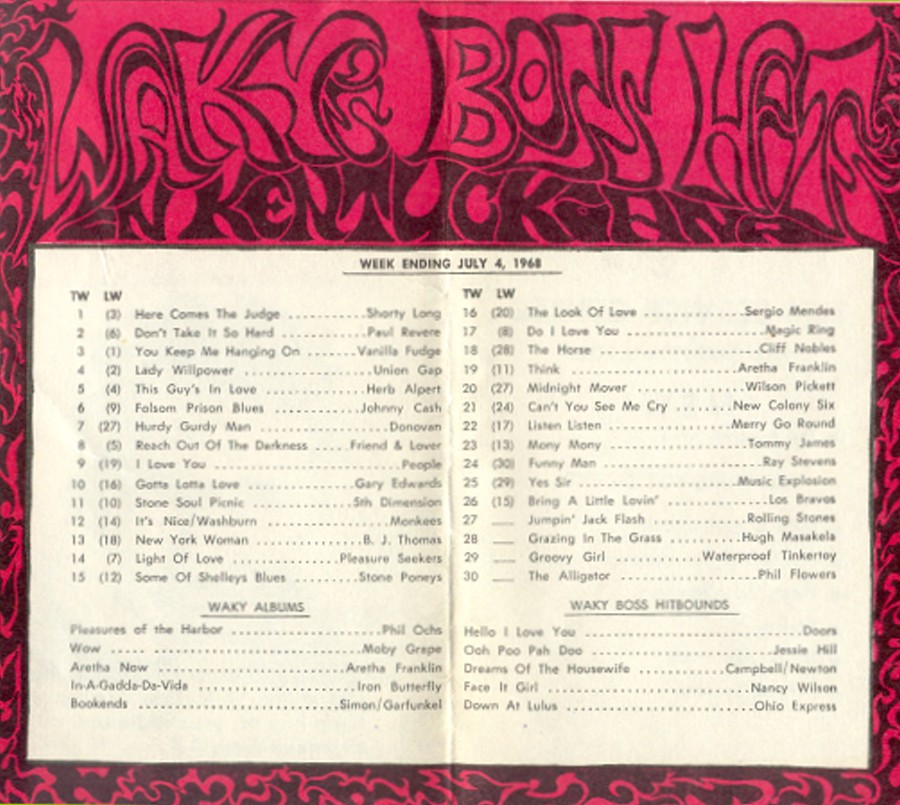 WAKY'S BOSS HITS
IN KENTUCKIANA
WEEK ENDING JULY 4, 1968
TW LW
1 (3) Here Comes The Judge ........... Shorty Long
2 (6) Don't Take It So Hard ........... Paul Revere
3 (1) You Keep Me Hanging On ....... Vanilla Fudge
4 (2) Lady Willpower ................. Union Gap
5 (4) This Guy's In Love .............. Herb Alpert
6 (9) Folsom Prison Blues ............ Johnny Cash
7 (27) Hurdy Gurdy Man ................ Donovan
8 (5) Reach Out Of The Darkness ..... Friend & Lover
9 (19) I Love You ..................... People
10 (16) Gotta Lotta Love ............... Gary Edwards
11 (10) Stone Soul Picnic .............. 5th Dimension
12 (14) It's Nice/Washburn ............. Monkees
13 (18) New York Woman ............... B. J. Thomas
14 (7) Light Of Love ................. Pleasure Seekers
15 (12) Some Of Shelleys Blues ......... Stone Poneys
WAKY ALBUMS
Pleasures of the Harbor .................. Phil Ochs
Wow ..... ............................ Moby Grape
Aretha Now ......................... Aretha Franklin
In-A-Gadda-Da-Vida ................... Iron Butterfly
Bookends ......................... Simon/Garfunkel
TW LW
16 (20) The Look Of Love ............. Sergio Mendes
17 (8) Do I Love You ................. Magic Ring
18 (28) The Horse ..................... Cliff Nobles
19 (11) Think ....................... Aretha Franklin
20 (27) Midnight Mover .............. Wilson Pickett
21 (24) Can't You See Me Cry ........ New Colony Six
22 (17) Listen Listen ............... Merry Go Round
23 (13) Mony Mony .................. Tommy James
24 (30) Funny Man .................. Ray Stevens
25 (29) Yes Sir ..................... Music Explosion
26 (15) Bring A Little Lovin' ............ Los Bravos
27 ___ Jumpin' Jack Flash ............ Rolling Stones
28 ___ Grazing In The Grass .......... Hugh Masakela
29 ___ Groovy Girl ............. Waterproof Tinkertoy
30 ___ The Alligator ................. Phil Flowers
WAKY BOSS HITBOUNDS
Hello I Love You .......................... Doors
Ooh Poo Pah Doo ...................... Jessie Hill
Dreams Of The Housewife .......... Campbell/Newton
Face It Girl .......................... Nancy Wilson
Down At Lulus ....................... Ohio Express